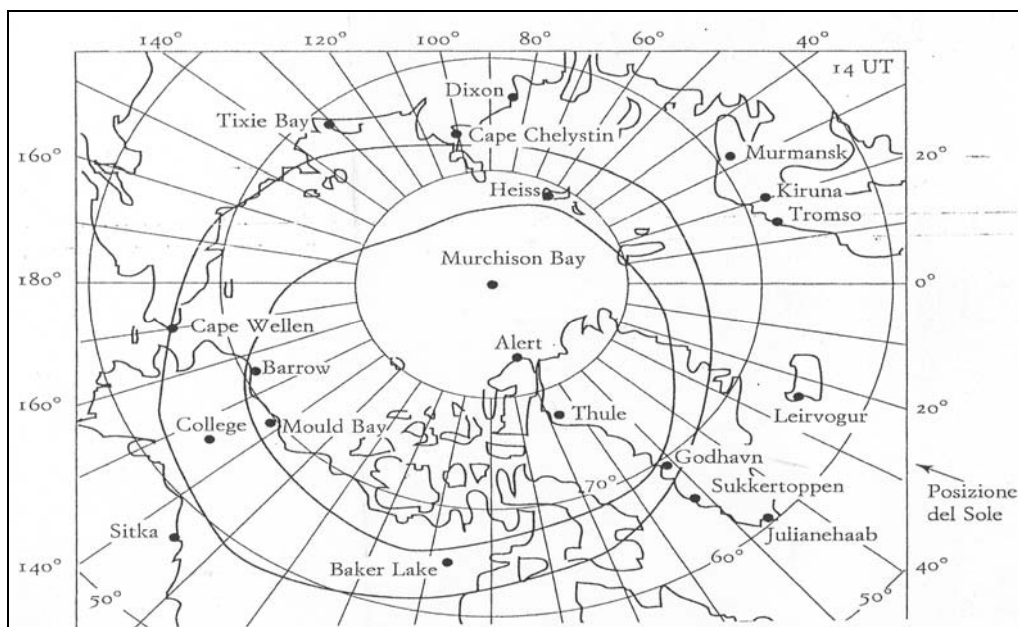 140°
120°
100°
80°
60°
40°
14 UT
Dixon
Tixie Bay
Cape Chelystin
Murmansk
160°
20°
Heiss
Kiruna
Tromso
Murchison Bay
180°
0°
Cape Wellen
Alert
Barrow
Leirvogur
160°
20°
College
Mould Bay
Thule
Godhavn
Sukkertoppen
70°
Posizione
del Sole
Sitka
Julianehaab
Baker Lake
60°
140°
40°
50°
50°